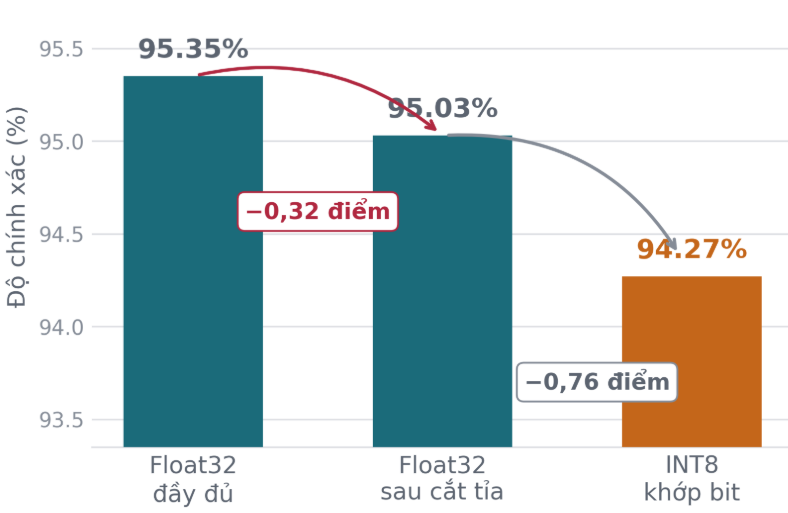 95.35%
95.03%
94.27%
−0,32 điểm
−0,76 điểm
Độ chính xác (%)
95.5
95.0
94.5
94.0
93.5
Float32
đầy đủ
Float32
sau cắt tỉa
INT8
khớp bit